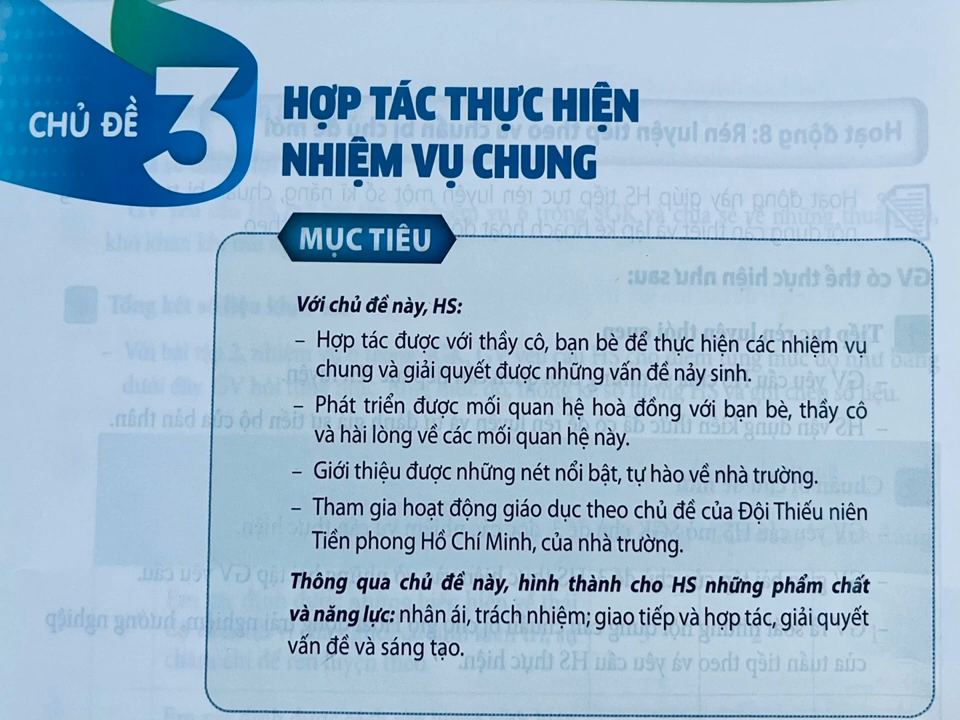 CHỦ ĐỀ 3
HỢP TÁC THỰC HIỆN
NHIỆM VỤ CHUNG
MỤC TIÊU
Với chủ đề này, HS:
– Hợp tác được với thầy cô, bạn bè để thực hiện các nhiệm vụ
chung và giải quyết được những vấn đề nảy sinh.
– Phát triển được mối quan hệ hoà đồng với bạn bè, thầy cô
và hài lòng về các mối quan hệ này.
– Giới thiệu được những nét nổi bật, tự hào về nhà trường.
– Tham gia hoạt động giáo dục theo chủ đề của Đội Thiếu niên
Tiền phong Hồ Chí Minh, của nhà trường.
Thông qua chủ đề này, hình thành cho HS những phẩm chất
và năng lực: nhân ái, trách nhiệm; giao tiếp và hợp tác, giải quyết
vấn đề và sáng tạo.